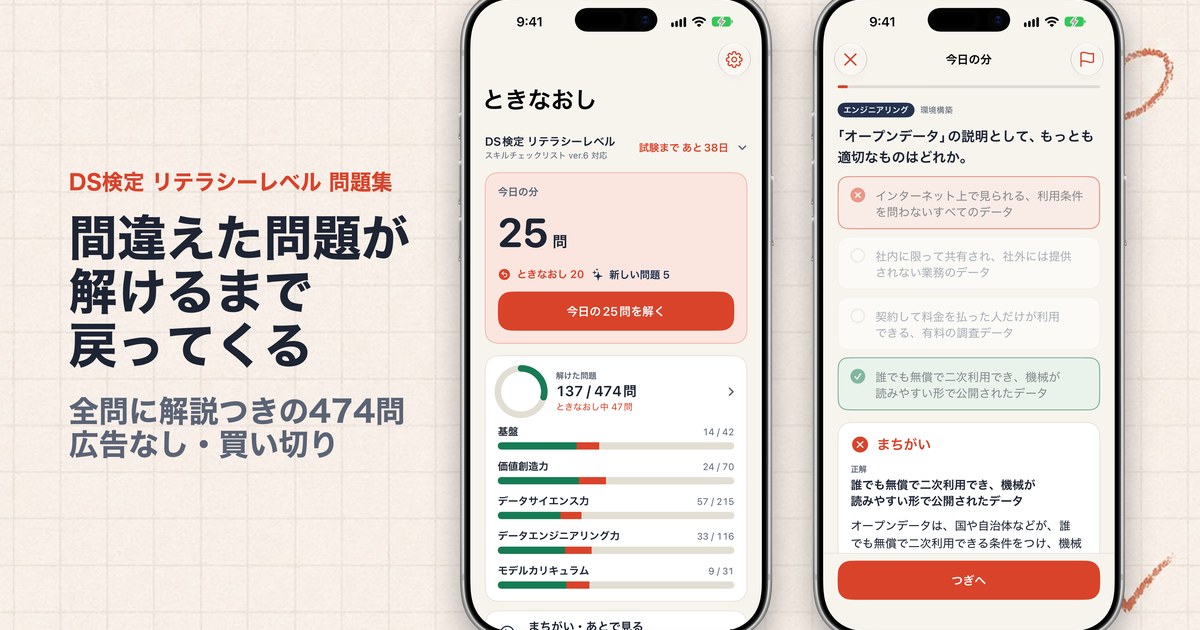 DS検定 リテラシーレベル 問題集
間違えた問題が
解けるまで
戻ってくる
全問に解説つきの474問
広告なし・買い切り
9:41
ときなおし
DS検定 リテラシーレベル
スキルチェックリスト ver.6 対応
試験まで あと38日
今日の分
25問
ときなおし 20 新しい問題 5
今日の25問を解く
解けた問題
137 / 474問
ときなおし中 47問
基盤 14 / 42
価値創造力 24 / 70
データサイエンス力 57 / 215
データエンジニアリング力 33 / 116
モデルカリキュラム 9 / 31
まちがい・あとで見る
9:41
今日の分
エンジニアリング 環境構築
「オープンデータ」の説明として、もっとも
適切なものはどれか。
インターネット上で見られる、利用条件
を問わないすべてのデータ
社内に限って共有され、社外には提供
されない業務のデータ
契約して料金を払った人だけが利用
できる、有料の調査データ
誰でも無償で二次利用でき、機械が
読みやすい形で公開されたデータ
まちがい
正解
誰でも無償で二次利用でき、機械が
読みやすい形で公開されたデータ
オープンデータは、国や自治体などが、誰
でも無償で二次利用できる条件をつけ、機械
つぎへ